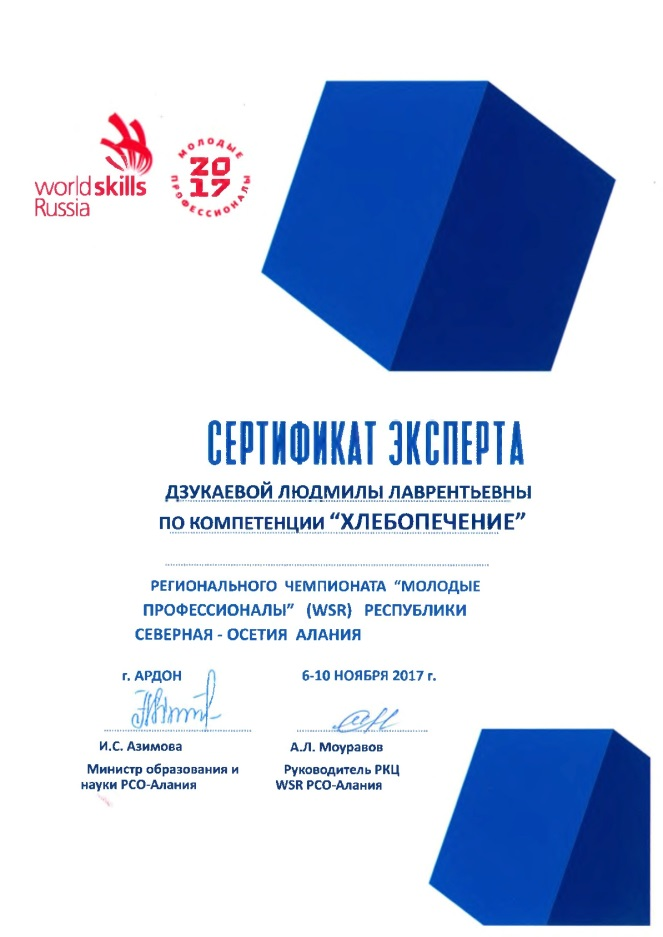 world skills
Russia
МОЛОДЫЕ
2017
ПРОФЕССИОНАЛЫ
СЕРТИФИКАТ ЭКСПЕРТА
ДЗУКАЕВОЙ ЛЮДМИЛЫ ЛАВРЕНТЬЕВНЫ
ПО КОМПЕТЕНЦИИ “ХЛЕБОПЕЧЕНИЕ”
РЕГИОНАЛЬНОГО ЧЕМПИОНАТА “МОЛОДЫЕ
ПРОФЕССИОНАЛЫ” (WSR) РЕСПУБЛИКИ
СЕВЕРНАЯ - ОСЕТИЯ АЛАНИЯ
г. АРДОН 6-10 НОЯБРЯ 2017 г.
И.С. Азимова А.Л. Моуравов
Министр образования и Руководитель РКЦ
науки РСО-Алания WSR РСО-Алания